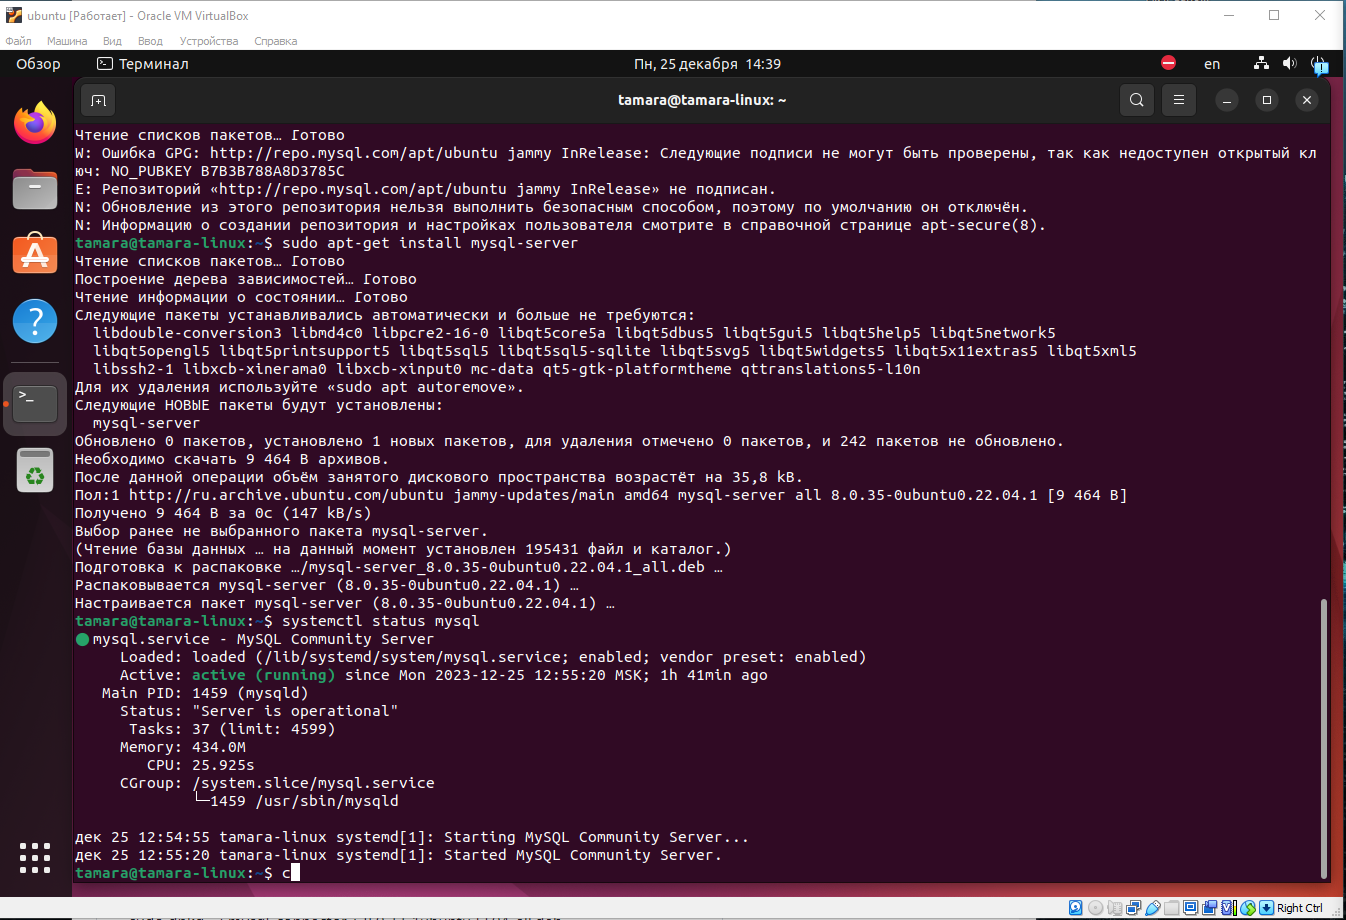 ubuntu [Работает] - Oracle VM VirtualBox
Файл Машина Вид Ввод Устройства Справка
Обзор Терминал Пн, 25 декабря 14:39 en
tamara@tamara-linux: ~
Чтение списков пакетов… Готово
W: Ошибка GPG: http://repo.mysql.com/apt/ubuntu jammy InRelease: Следующие подписи не могут быть проверены, так как недоступен открытый кл
юч: NO_PUBKEY B7B3B788A8D3785C
E: Репозиторий «http://repo.mysql.com/apt/ubuntu jammy InRelease» не подписан.
N: Обновление из этого репозитория нельзя выполнить безопасным способом, поэтому по умолчанию он отключён.
N: Информацию о создании репозитория и настройках пользователя смотрите в справочной странице apt-secure(8).
tamara@tamara-linux:~$ sudo apt-get install mysql-server
Чтение списков пакетов… Готово
Построение дерева зависимостей… Готово
Чтение информации о состоянии… Готово
Следующие пакеты устанавливались автоматически и больше не требуются:
libdouble-conversion3 libmd4c0 libpcre2-16-0 libqt5core5a libqt5dbus5 libqt5gui5 libqt5help5 libqt5network5
libqt5opengl5 libqt5printsupport5 libqt5sql5 libqt5sql5-sqlite libqt5svg5 libqt5widgets5 libqt5x11extras5 libqt5xml5
libssh2-1 libxcb-xinerama0 libxcb-xinput0 mc-data qt5-gtk-platformtheme qttranslations5-l10n
Для их удаления используйте «sudo apt autoremove».
Следующие НОВЫЕ пакеты будут установлены:
mysql-server
Обновлено 0 пакетов, установлено 1 новых пакетов, для удаления отмечено 0 пакетов, и 242 пакетов не обновлено.
Необходимо скачать 9 464 B архивов.
После данной операции объём занятого дискового пространства возрастёт на 35,8 kB.
Пол:1 http://ru.archive.ubuntu.com/ubuntu jammy-updates/main amd64 mysql-server all 8.0.35-0ubuntu0.22.04.1 [9 464 B]
Получено 9 464 B за 0с (147 kB/s)
Выбор ранее не выбранного пакета mysql-server.
(Чтение базы данных … на данный момент установлен 195431 файл и каталог.)
Подготовка к распаковке …/mysql-server_8.0.35-0ubuntu0.22.04.1_all.deb …
Распаковывается mysql-server (8.0.35-0ubuntu0.22.04.1) …
Настраивается пакет mysql-server (8.0.35-0ubuntu0.22.04.1) …
tamara@tamara-linux:~$ systemctl status mysql
mysql.service - MySQL Community Server
Loaded: loaded (/lib/systemd/system/mysql.service; enabled; vendor preset: enabled)
Active: active (running) since Mon 2023-12-25 12:55:20 MSK; 1h 41min ago
Main PID: 1459 (mysqld)
Status: "Server is operational"
Tasks: 37 (limit: 4599)
Memory: 434.0M
CPU: 25.925s
CGroup: /system.slice/mysql.service
└─1459 /usr/sbin/mysqld
дек 25 12:54:55 tamara-linux systemd[1]: Starting MySQL Community Server...
дек 25 12:55:20 tamara-linux systemd[1]: Started MySQL Community Server.
tamara@tamara-linux:~$ c
Right Ctrl